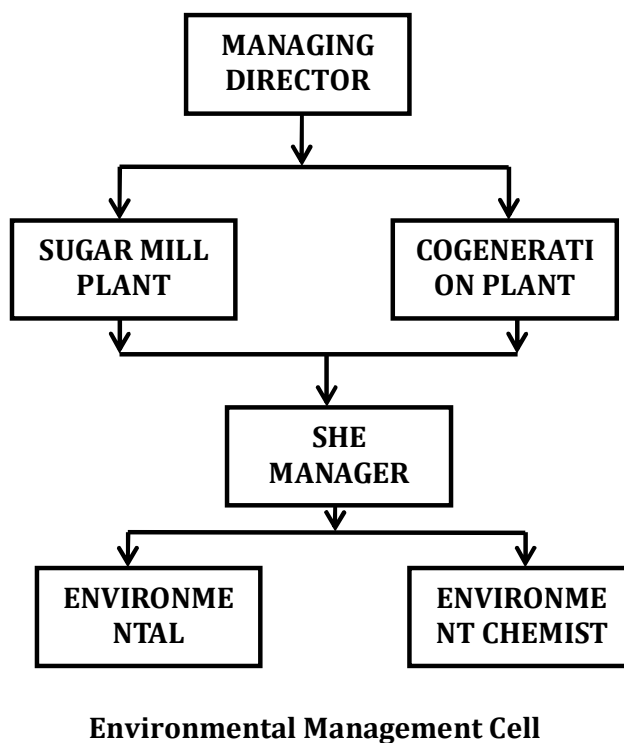 MANAGING
DIRECTOR
SUGAR MILL
PLANT
COGENERATI
ON PLANT
SHE
MANAGER
ENVIRONME
NTAL
ENVIRONME
NT CHEMIST
Environmental Management Cell